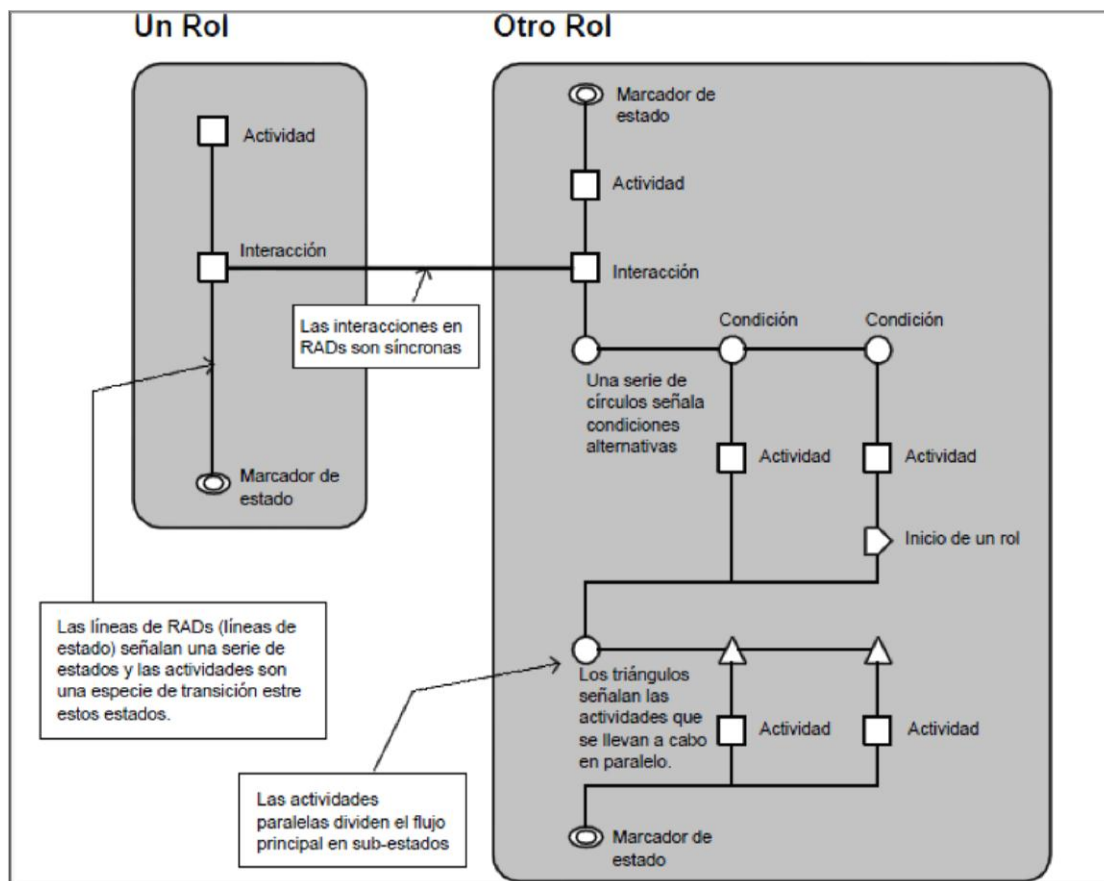 Un Rol
Otro Rol
Actividad
Interacción
Marcador de
estado
Marcador de
estado
Actividad
Interacción
Las interacciones en
RADs son síncronas
Condición
Condición
Una serie de
círculos señala
condiciones
alternativas
Actividad
Actividad
Inicio de un rol
Las líneas de RADs (líneas de
estado) señalan una serie de
estados y las actividades son
una especie de transición estre
estos estados.
Los triángulos
señalan las
actividades que
se llevan a cabo
en paralelo.
Actividad
Actividad
Las actividades
paralelas dividen el flujo
principal en sub-estados
Marcador de
estado